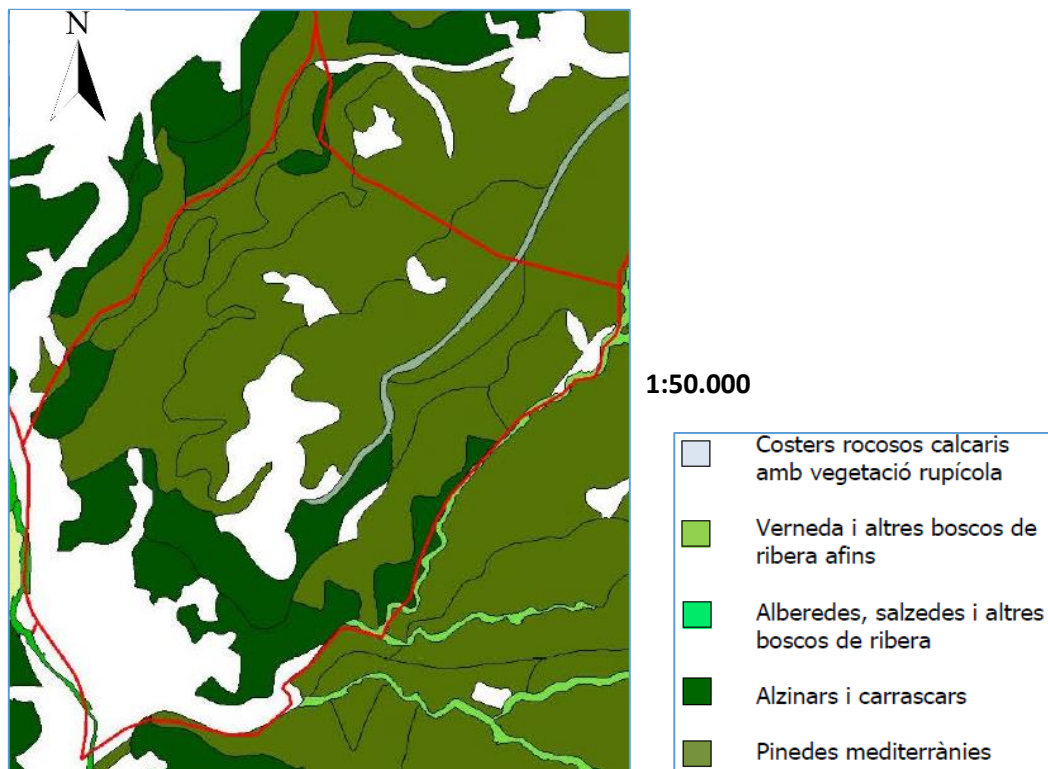 N
1:50.000
Costers rocosos calcaris
amb vegetació rupícola
Verneda i altres boscos de
ribera afins
Alberedes, salzedes i altres
boscos de ribera
Alzinars i carrascars
Pinedes mediterrànies